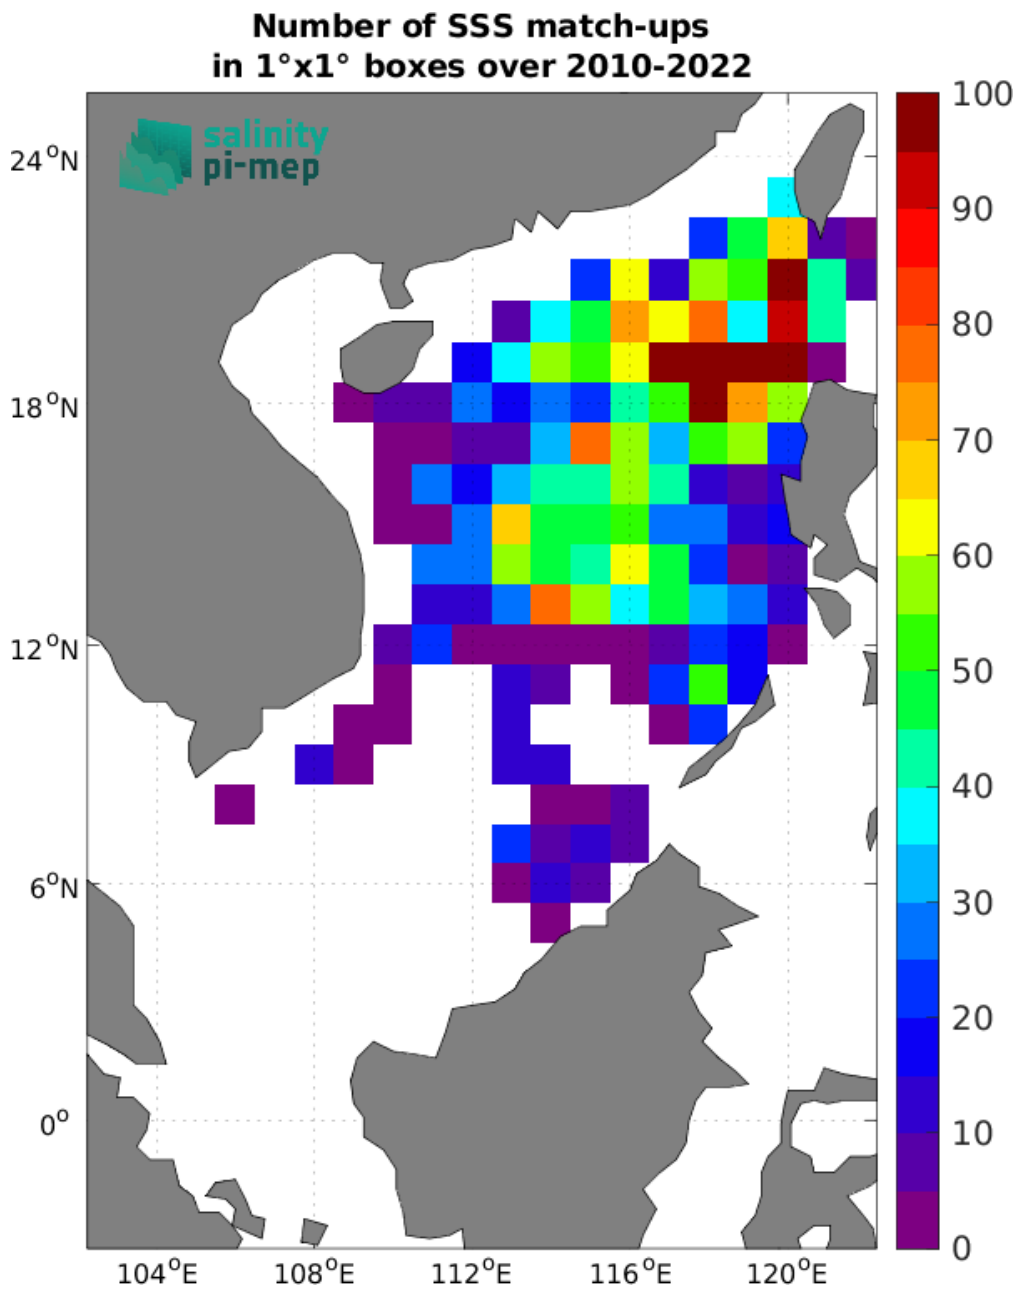 Number of SSS match-ups
in 1°x1° boxes over 2010-2022
salinity
pi-mep
24°N
18°N
12°N
6°N
0°
104°E
108°E
112°E
116°E
120°E
100
90
80
70
60
50
40
30
20
10
0